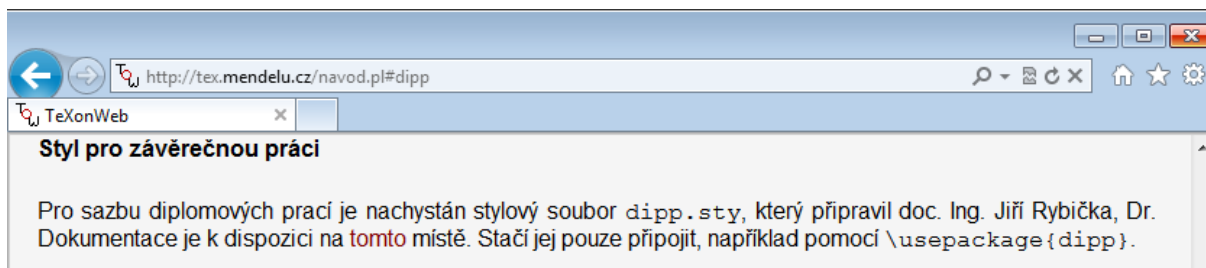 http://tex.mendelu.cz/navod.pl#dipp
TeXonWeb
Styl pro závěrečnou práci
Pro sazbu diplomových prací je nachystán stylový soubor dipp.sty, který připravil doc. Ing. Jiří Rybička, Dr.
Dokumentace je k dispozici na tomto místě. Stačí jej pouze připojit, například pomocí \usepackage{dipp}.